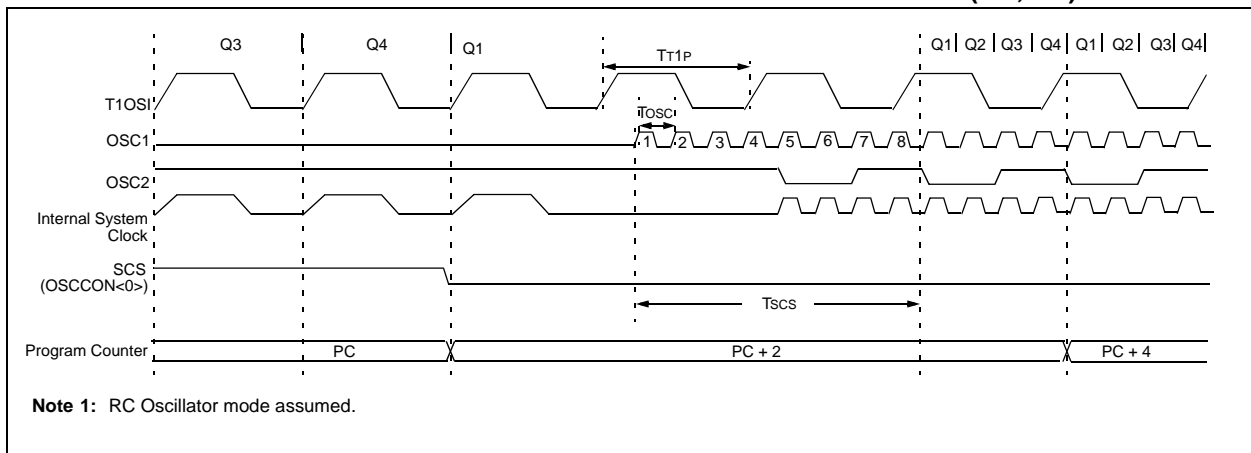 Q3 Q4 Q1 Q1 Q2 Q3 Q4 Q1 Q2 Q3 Q4
TT1P
T1OSI
TOSC
OSC1 1 2 3 4 5 6 7 8
OSC2
Internal System
Clock
SCS
(OSCCON<0>)
TSCS
Program Counter PC PC + 2 PC + 4
Note 1: RC Oscillator mode assumed.